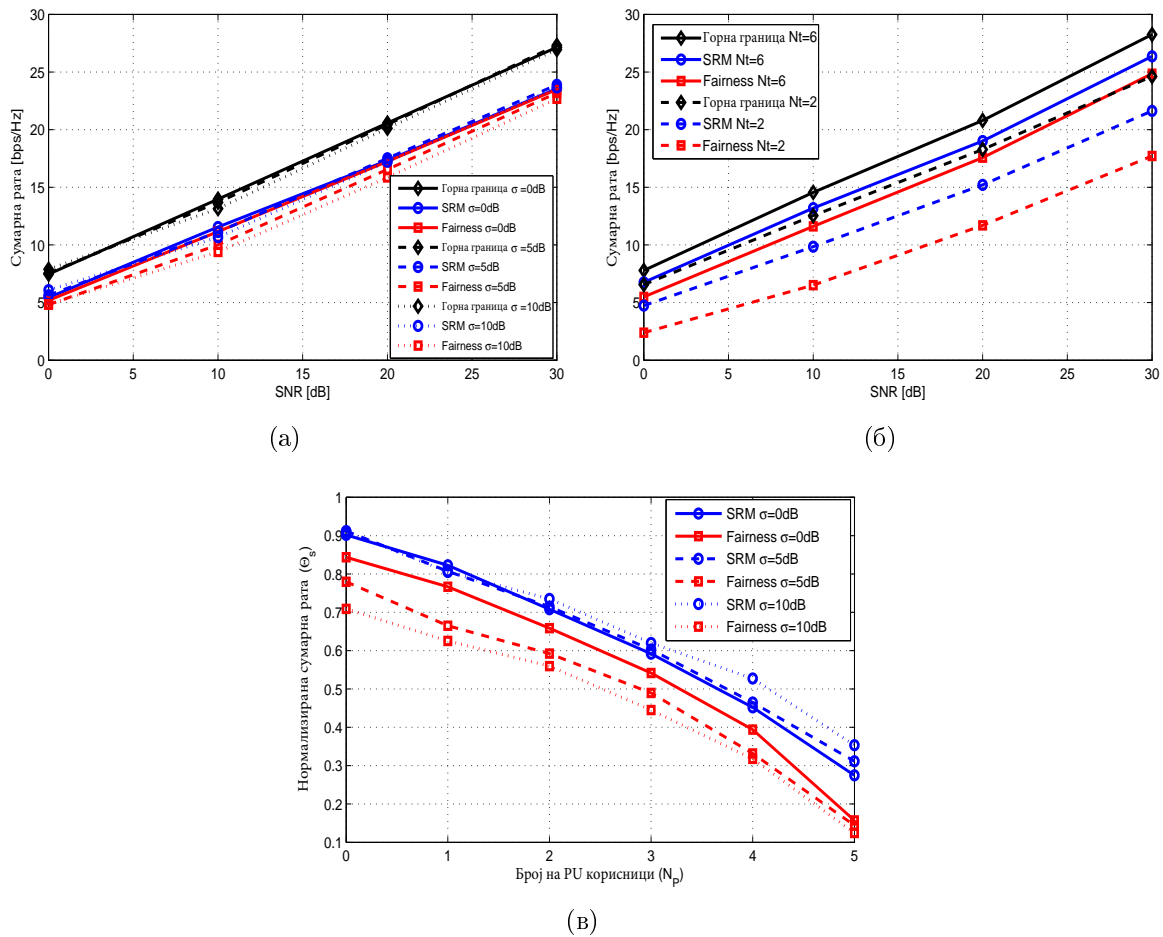 30
25
20
15
10
5
0
0
5
10
15
20
25
30
Сумарна рата [bps/Hz]
SNR [dB]
Горна граница σ =0dB
SRM σ=0dB
Fairness σ=0dB
Горна граница σ =5dB
SRM σ=5dB
Fairness σ=5dB
Горна граница σ =10dB
SRM σ=10dB
Fairness σ=10dB
(а)
30
25
20
15
10
5
0
0
5
10
15
20
25
30
Сумарна рата [bps/Hz]
SNR [dB]
Горна граница Nt=6
SRM Nt=6
Fairness Nt=6
Горна граница Nt=2
SRM Nt=2
Fairness Nt=2
(б)
1
0.9
0.8
0.7
0.6
0.5
0.4
0.3
0.2
0.1
0
1
2
3
4
5
Нормализирана сумарна рата (Θs)
Број на PU корисници (NP)
SRM σ=0dB
Fairness σ=0dB
SRM σ=5dB
Fairness σ=5dB
SRM σ=10dB
Fairness σ=10dB
(в)